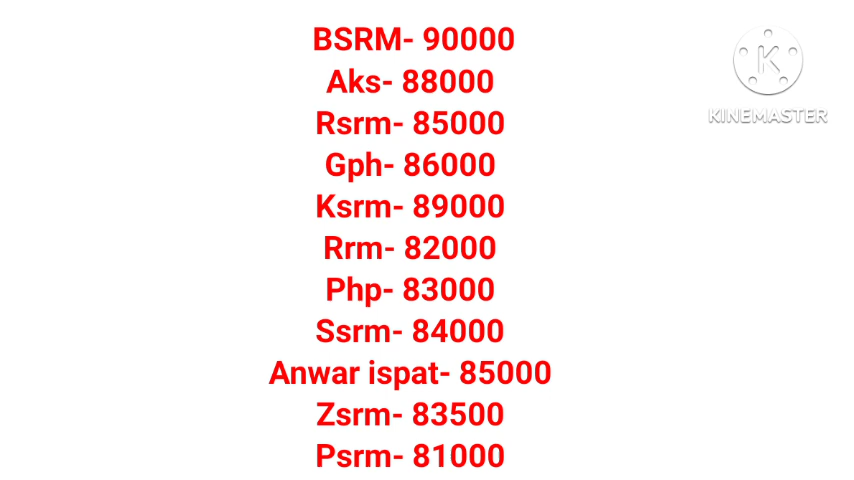 BSRM- 90000
Aks- 88000
Rsrm- 85000
Gph- 86000
Ksrm- 89000
Rrm- 82000
Php- 83000
Ssrm- 84000
Anwar ispat- 85000
Zsrm- 83500
Psrm- 81000
K
KINEMASTER